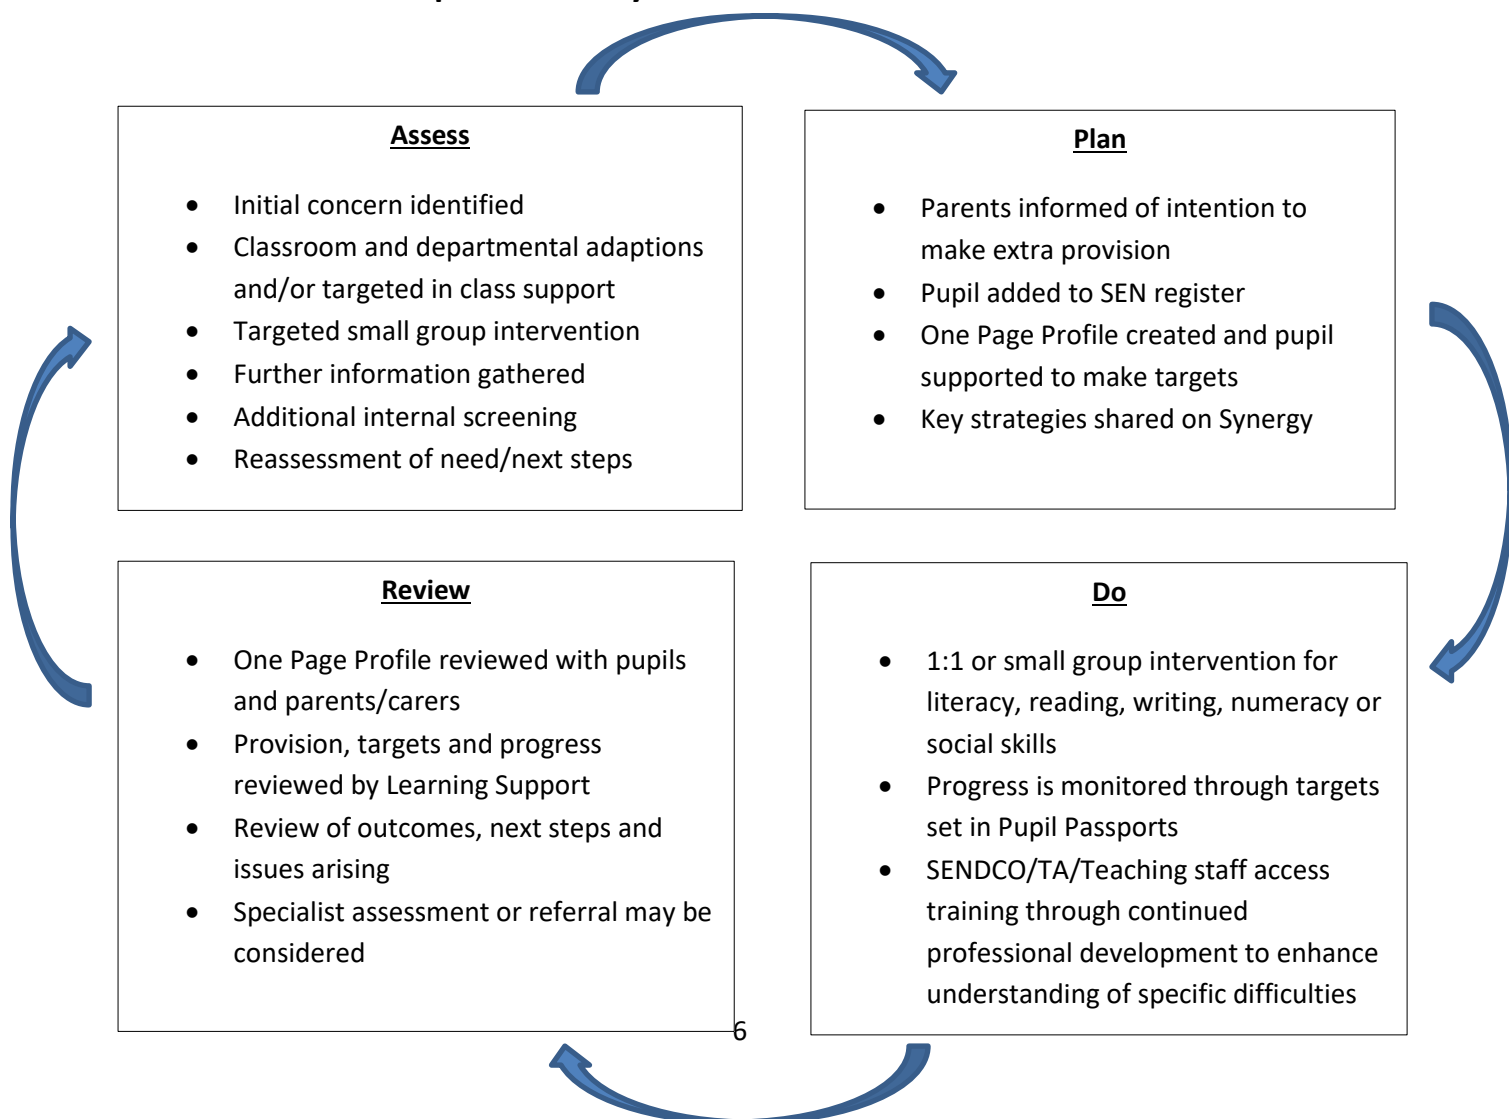 Assess
• Initial concern identified
• Classroom and departmental adaptions
and/or targeted in class support
• Targeted small group intervention
• Further information gathered
• Additional internal screening
• Reassessment of need/next steps
Plan
• Parents informed of intention to
make extra provision
• Pupil added to SEN register
• One Page Profile created and pupil
supported to make targets
• Key strategies shared on Synergy
Do
• 1:1 or small group intervention for
literacy, reading, writing, numeracy or
social skills
• Progress is monitored through targets
set in Pupil Passports
• SENDCO/TA/Teaching staff access
training through continued
professional development to enhance
understanding of specific difficulties
Review
• One Page Profile reviewed with pupils
and parents/carers
• Provision, targets and progress
reviewed by Learning Support
• Review of outcomes, next steps and
issues arising
• Specialist assessment or referral may be
considered
6